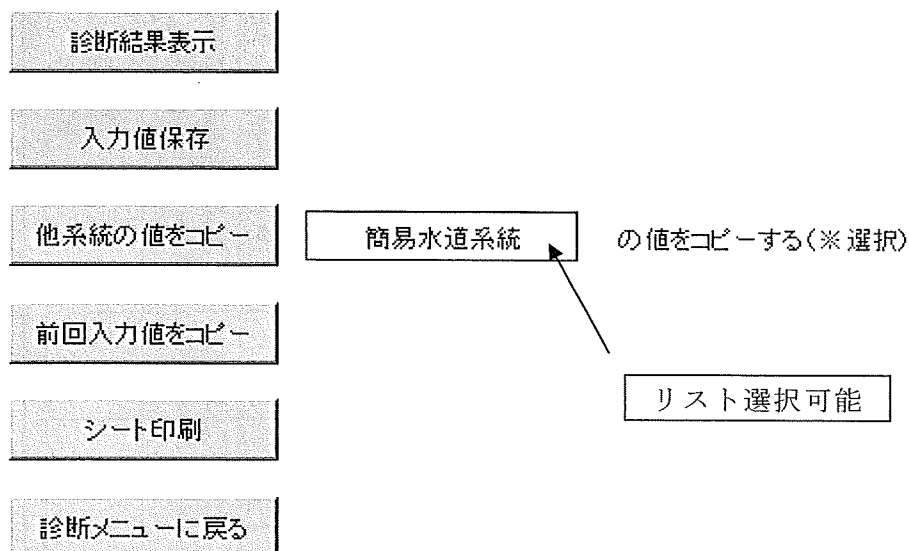 診断結果表示
入力値保存
他系統の値をコピー 簡易水道系統 の値をコピーする(※選択)
前回入力値をコピー
リスト選択可能
シート印刷
診断メニューに戻る